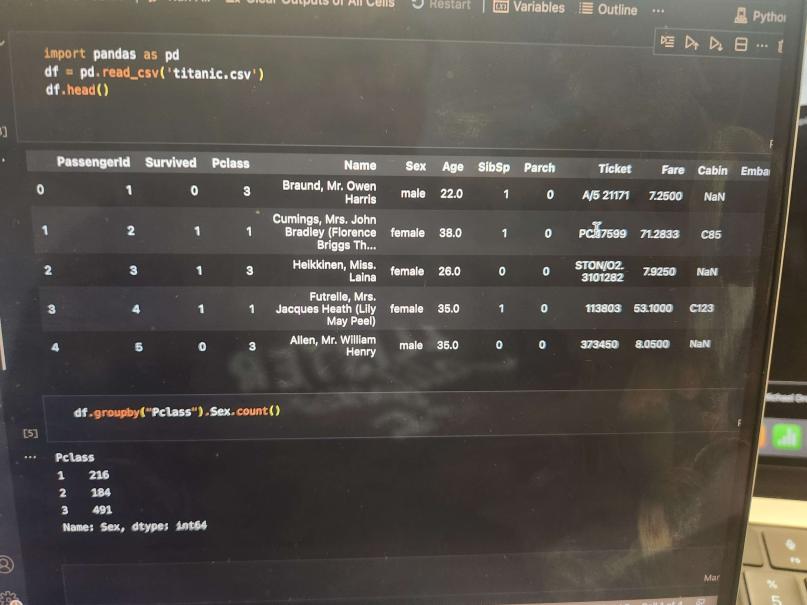 Clear Outputs of All Cells Restart Variables Outline ...
import pandas as pd
df = pd.read_csv('titanic.csv')
df.head()
PassengerId Survived Pclass Name Sex Age SibSp Parch Ticket Fare Cabin Emba
0 1 0 3 Braund, Mr. Owen Harris male 22.0 1 0 A/5 21171 7.2500 NaN
1 2 1 1 Cumings, Mrs. John Bradley (Florence Briggs Th... female 38.0 1 0 PC 17599 71.2833 C85
2 3 1 3 Heikkinen, Miss. Laina female 26.0 0 0 STON/O2. 3101282 7.9250 NaN
3 4 1 1 Futrelle, Mrs. Jacques Heath (Lily May Peel) female 35.0 1 0 113803 53.1000 C123
4 5 0 3 Allen, Mr. William Henry male 35.0 0 0 373450 8.0500 NaN
df.groupby("Pclass").Sex.count()
[5]
... Pclass
1 216
2 184
3 491
Name: Sex, dtype: int64
Mar
%
5